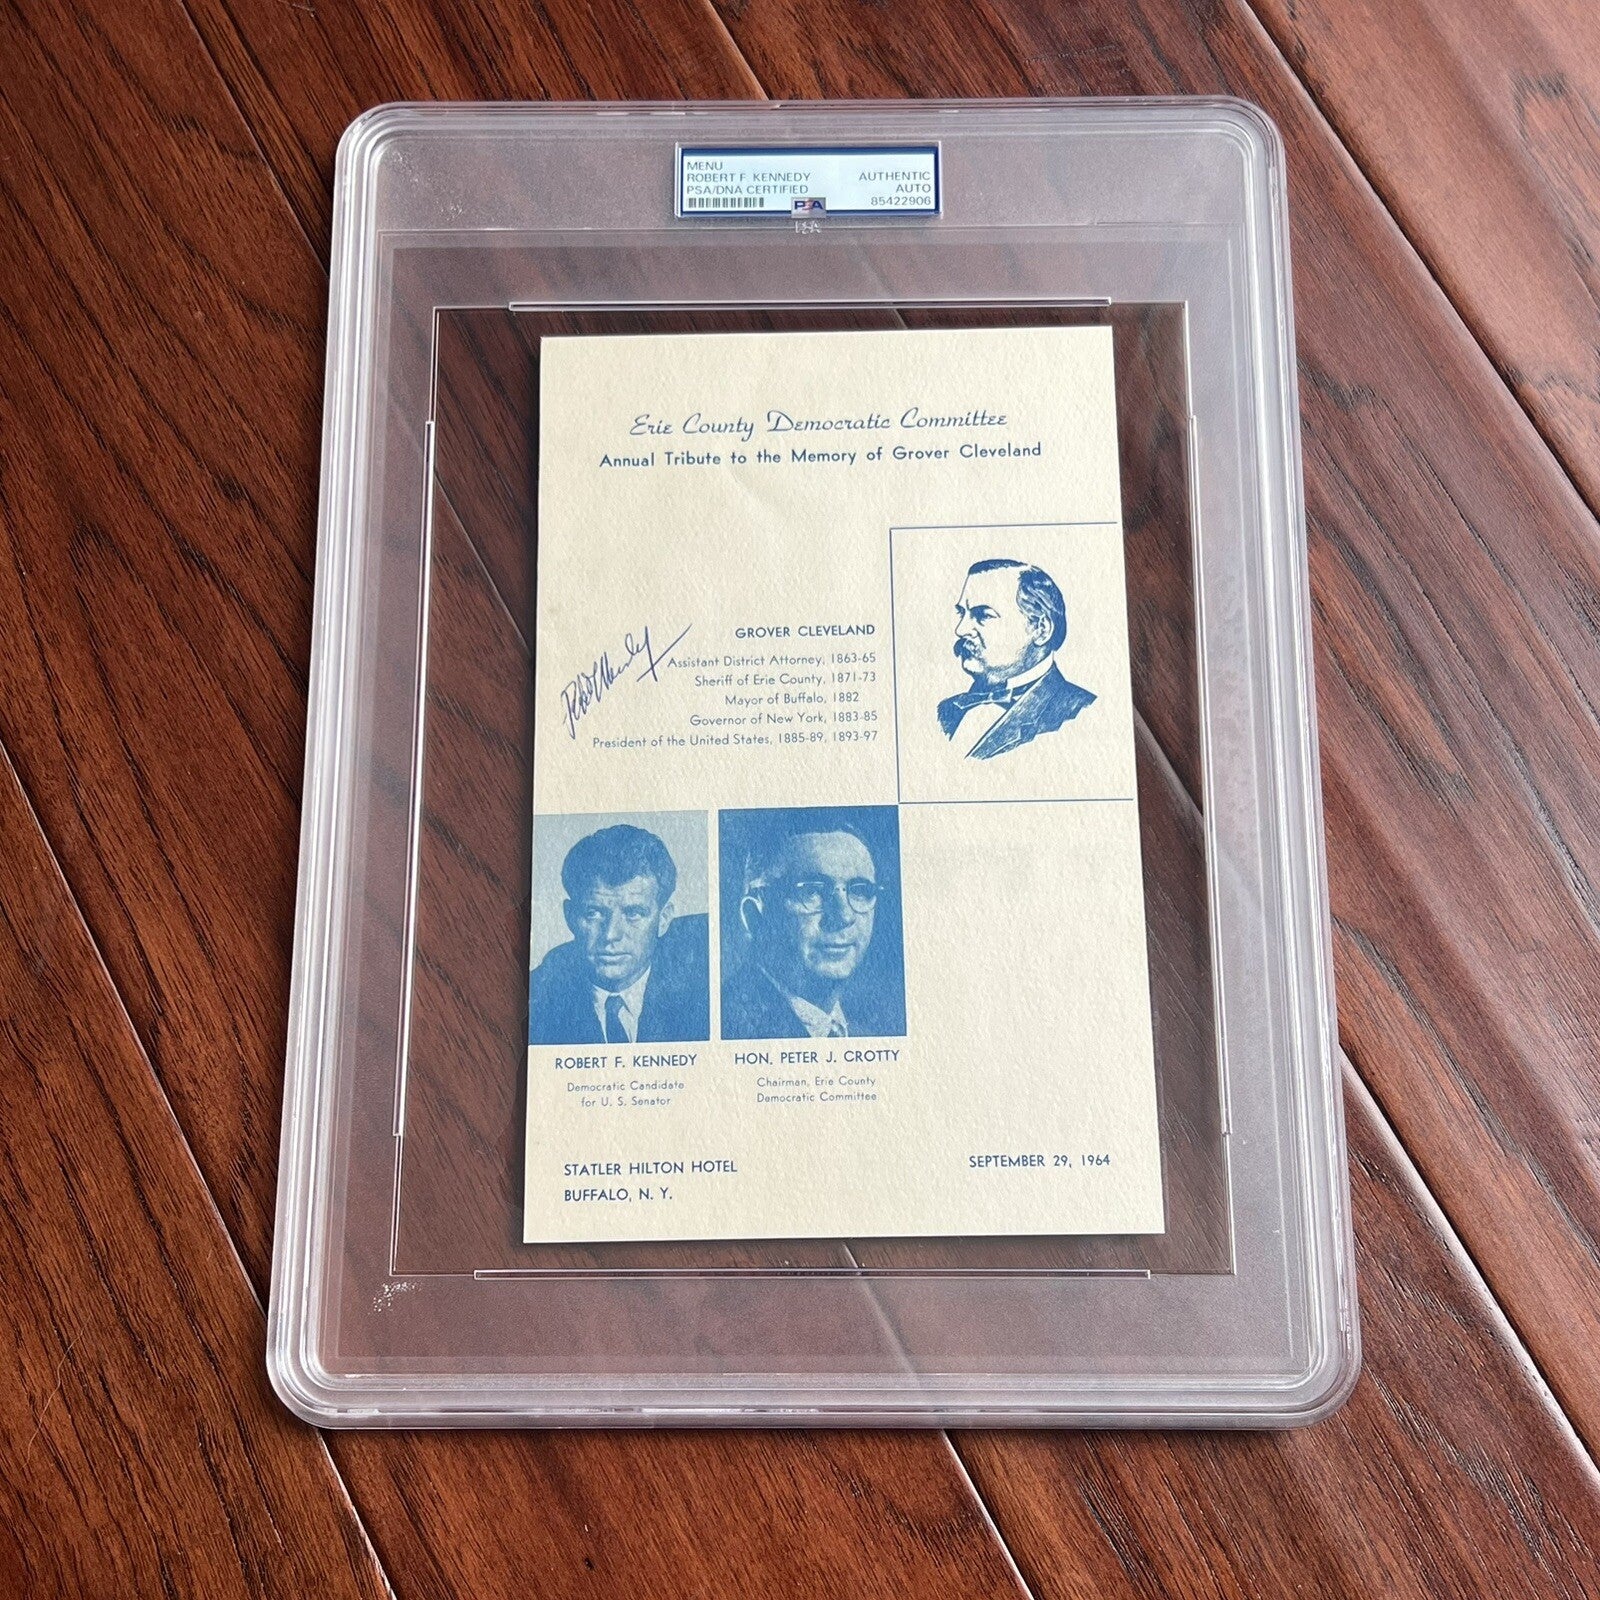 MENU
ROBERT F. KENNEDY
PSA/DNA CERTIFIED
AUTHENTIC
AUTO
85422906
PSA
Erie County Democratic Committee
Annual Tribute to the Memory of Grover Cleveland
GROVER CLEVELAND
Assistant District Attorney, 1863-65
Sheriff of Erie County, 1871-73
Mayor of Buffalo, 1882
Governor of New York, 1883-85
President of the United States, 1885-89, 1893-97
ROBERT F. KENNEDY
Democratic Candidate
for U. S. Senator
HON. PETER J. CROTTY
Chairman, Erie County
Democratic Committee
STATLER HILTON HOTEL
BUFFALO, N. Y.
SEPTEMBER 29, 1964